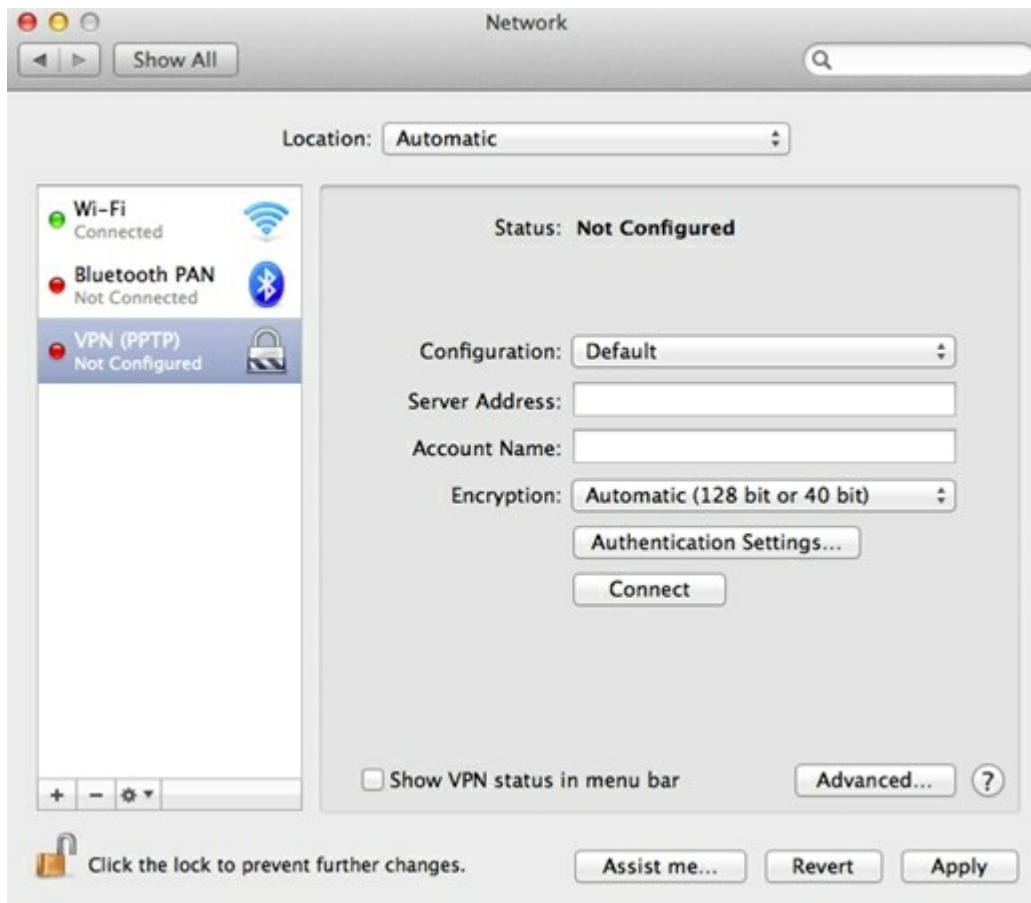 Network
Show All
Location: Automatic
Wi-Fi
Connected
Bluetooth PAN
Not Connected
VPN (PPTP)
Not Configured
Status: Not Configured
Configuration: Default
Server Address:
Account Name:
Encryption: Automatic (128 bit or 40 bit)
Authentication Settings...
Connect
Show VPN status in menu bar
Advanced... ?
Click the lock to prevent further changes.
Assist me... Revert Apply